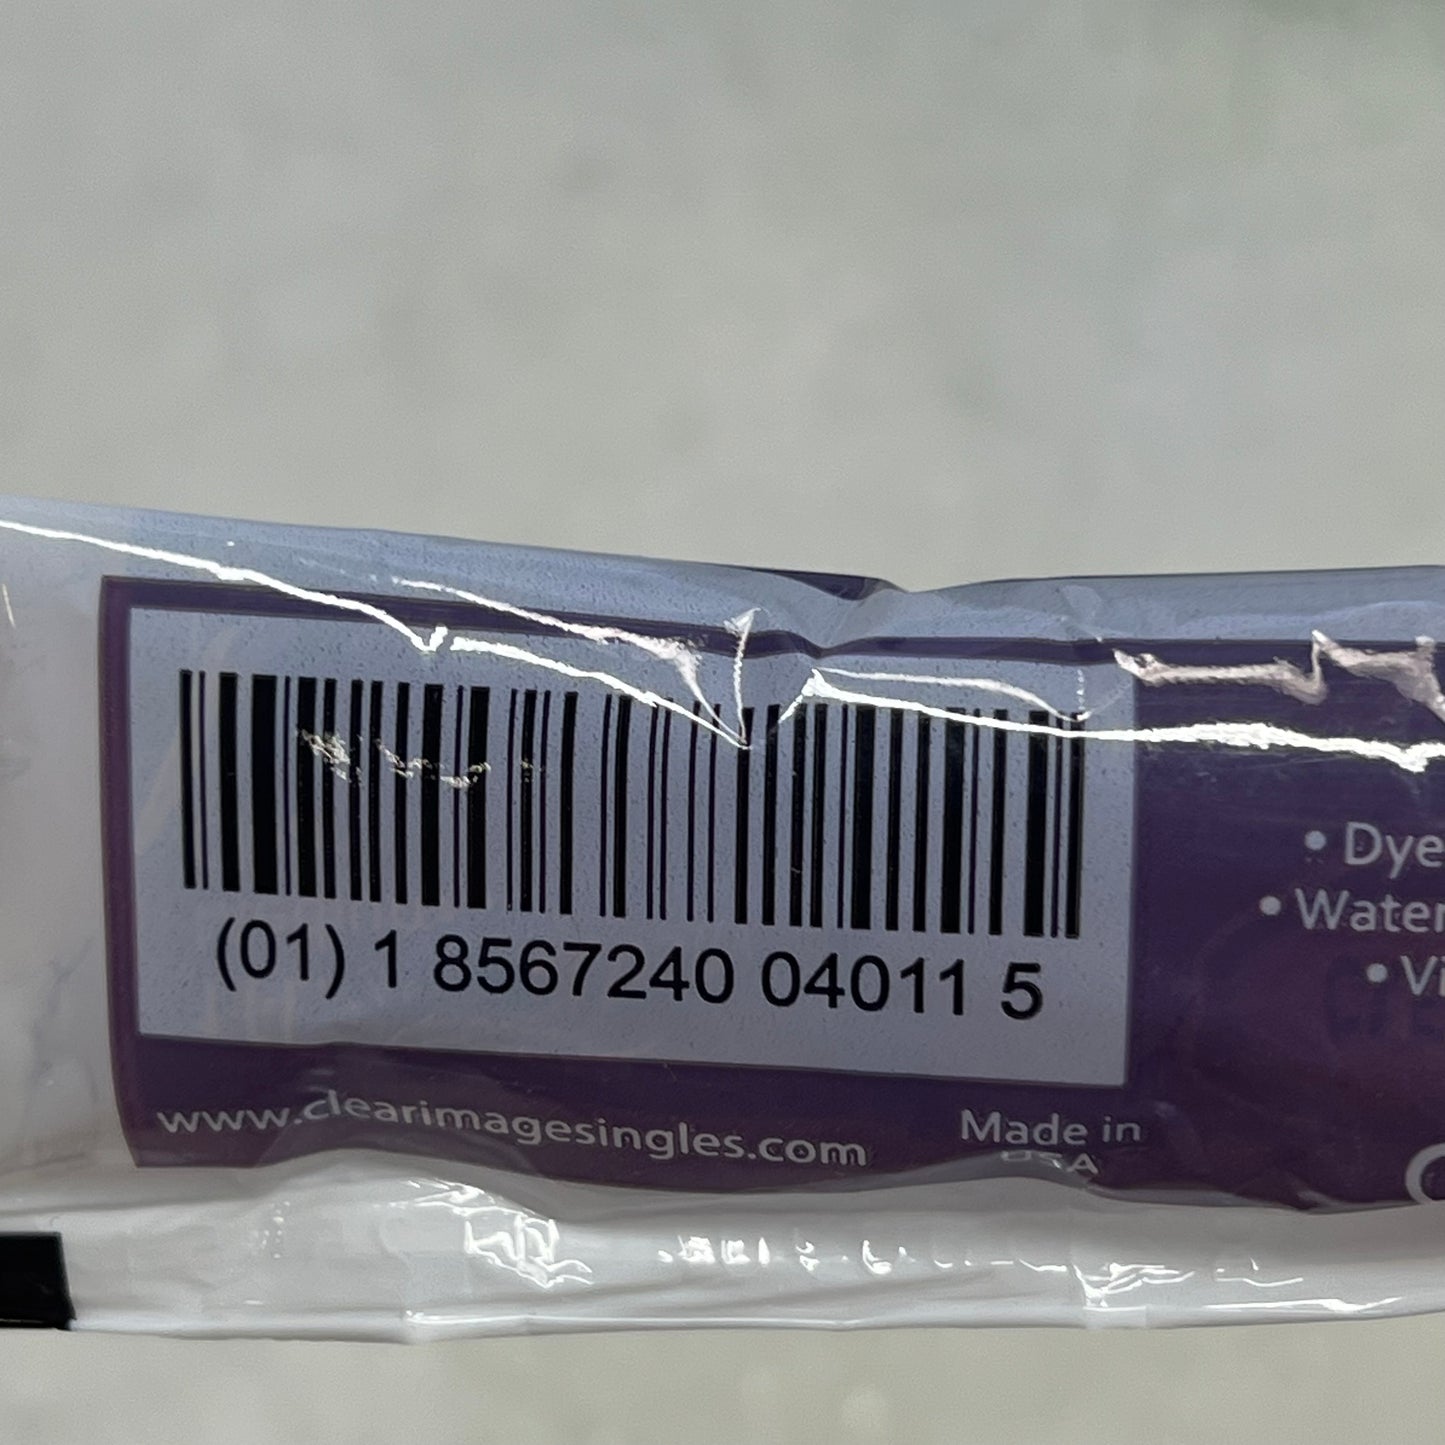 (01) 1 8567240 04011 5
www.clearimagesingles.com
Made in
USA
• Dye
• Water
• Vi